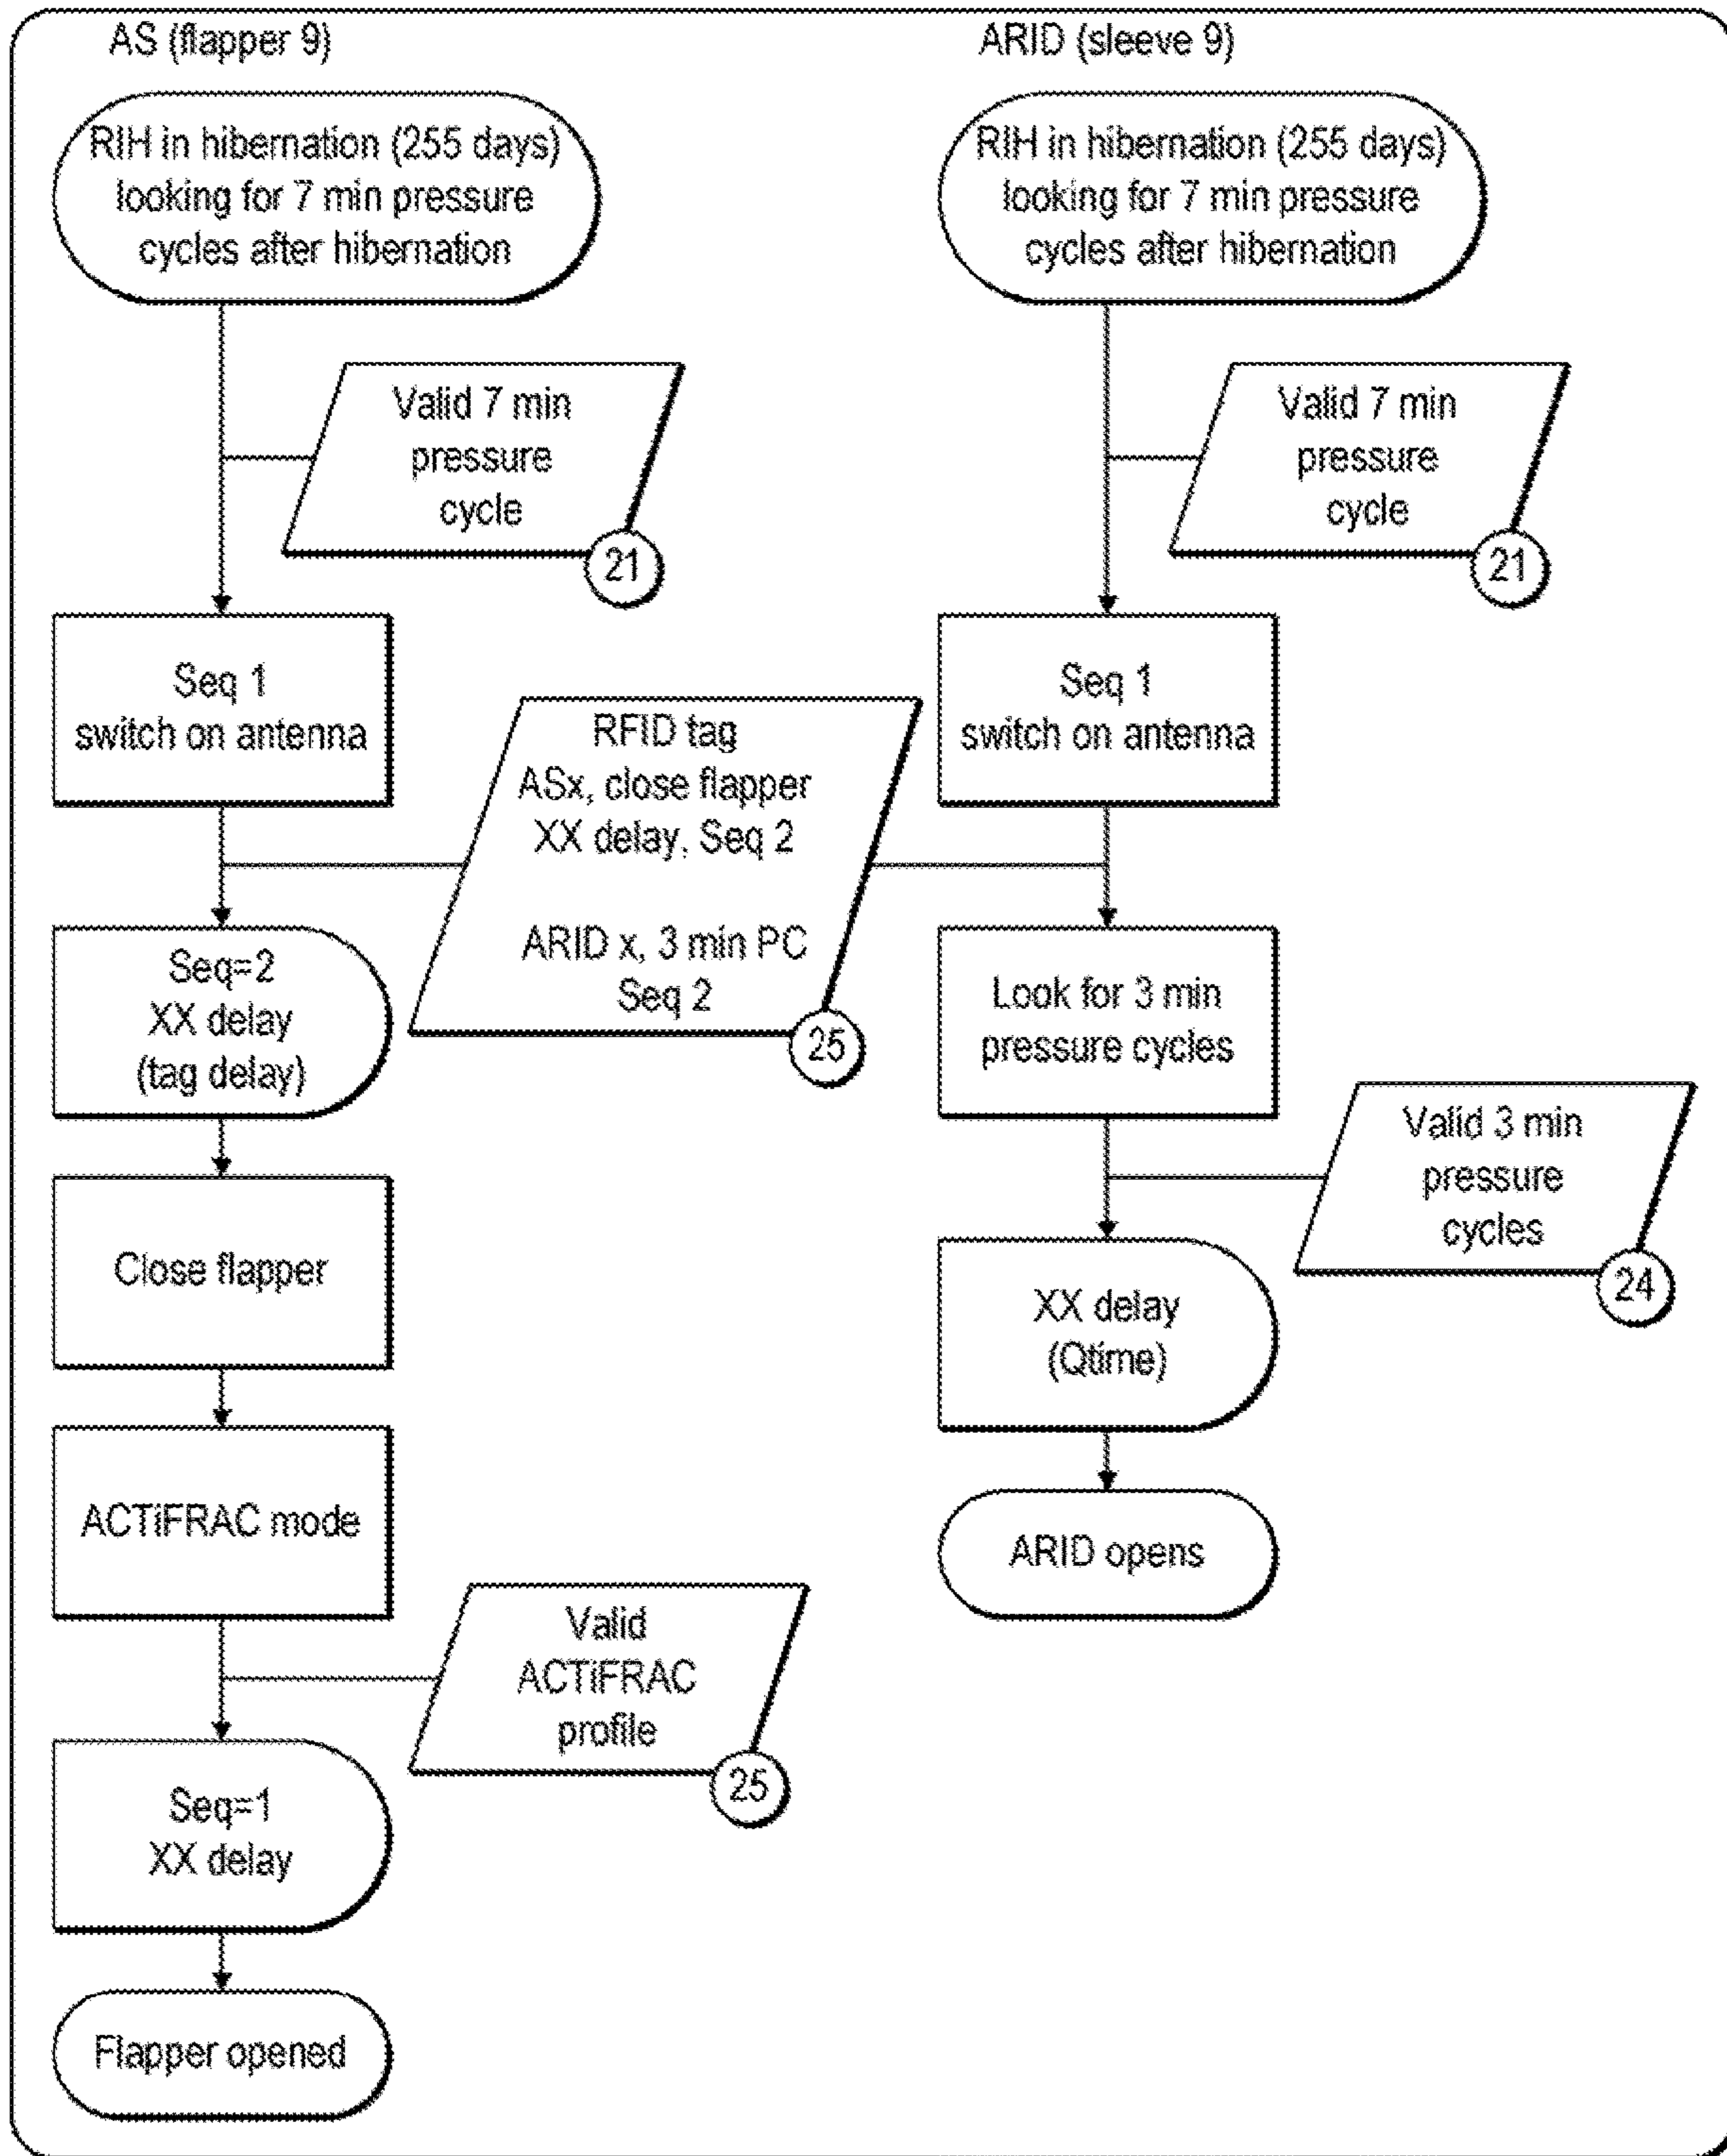 AS (flapper 9)
RIH in hibernation (255 days)
looking for 7 min pressure
cycles after hibernation
Valid 7 min
pressure
cycle
21
Seq 1
switch on antenna
RFID tag
ASx, close flapper
XX delay, Seq 2
ARID x, 3 min PC
Seq 2
25
Seq=2
XX delay
(tag delay)
Close flapper
ACTiFRAC mode
Valid
ACTiFRAC
profile
25
Seq=1
XX delay
Flapper opened
ARID (sleeve 9)
RIH in hibernation (255 days)
looking for 7 min pressure
cycles after hibernation
Valid 7 min
pressure
cycle
21
Seq 1
switch on antenna
Look for 3 min
pressure cycles
Valid 3 min
pressure
cycles
24
XX delay
(Qtime)
ARID opens